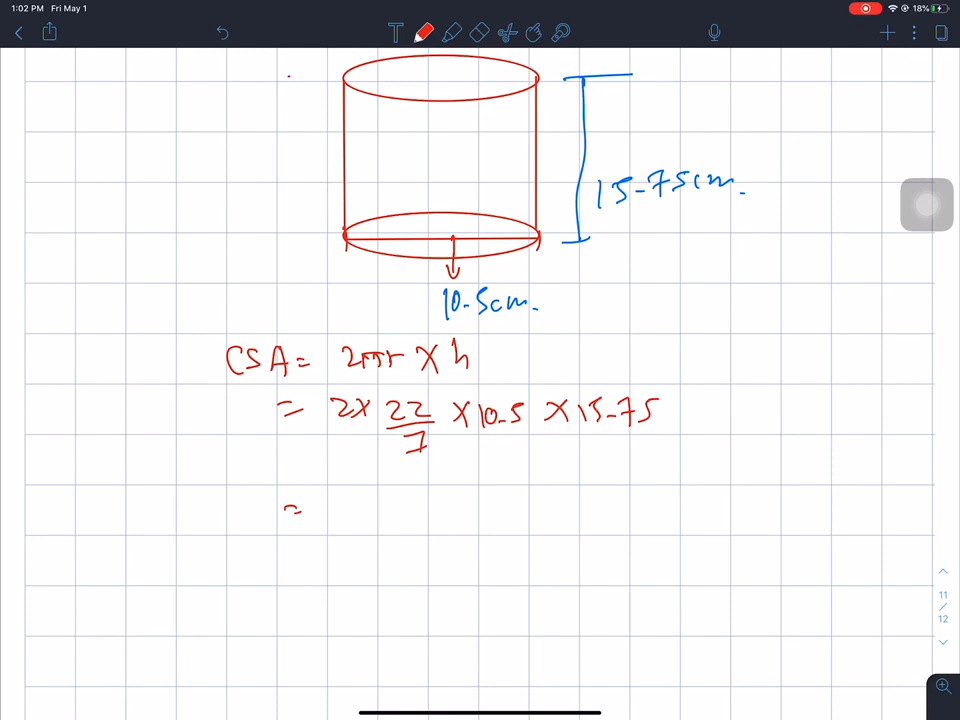 1:02 PM Fri May 1
18%
T
15-75cm.
10-5cm.
CSA = 2πr × h
= 2 × 22/7 × 10-5 × 15-75
=
11
/
12